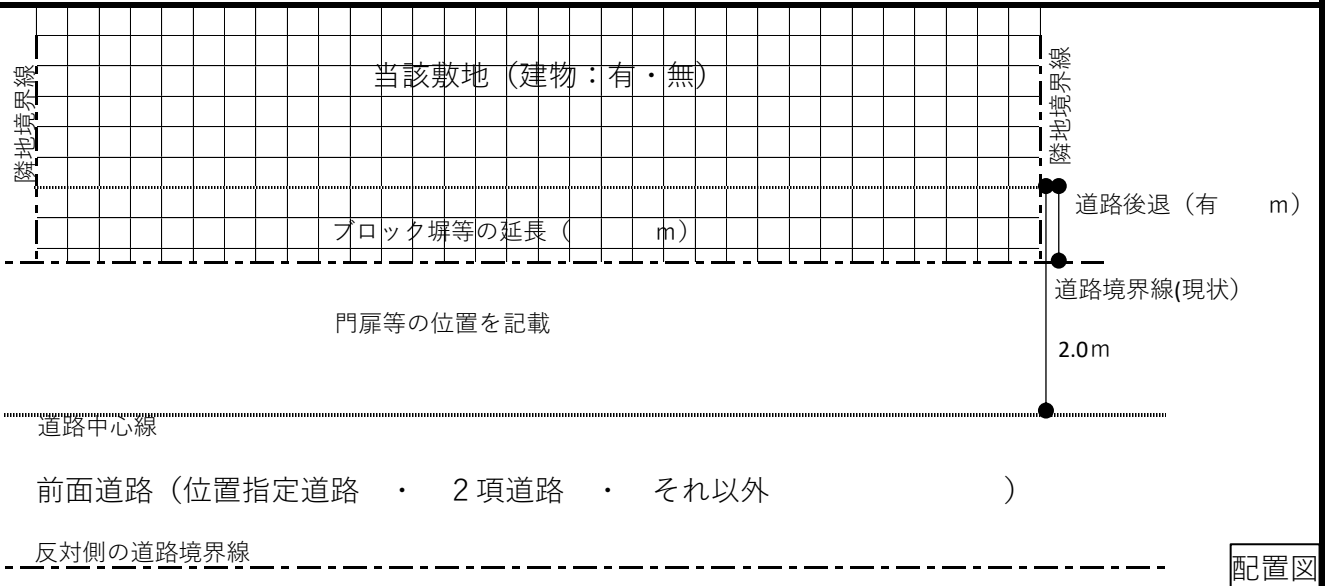 当該敷地（建物：有・無）
隣地境界線
隣地境界線
道路後退（有　　ｍ）
ブロック塀等の延長（　　　　ｍ）
道路境界線(現状）
門扉等の位置を記載
2.0ｍ
道路中心線
前面道路（位置指定道路　・　２項道路　・　それ以外　　　　　　　　）
反対側の道路境界線
配置図